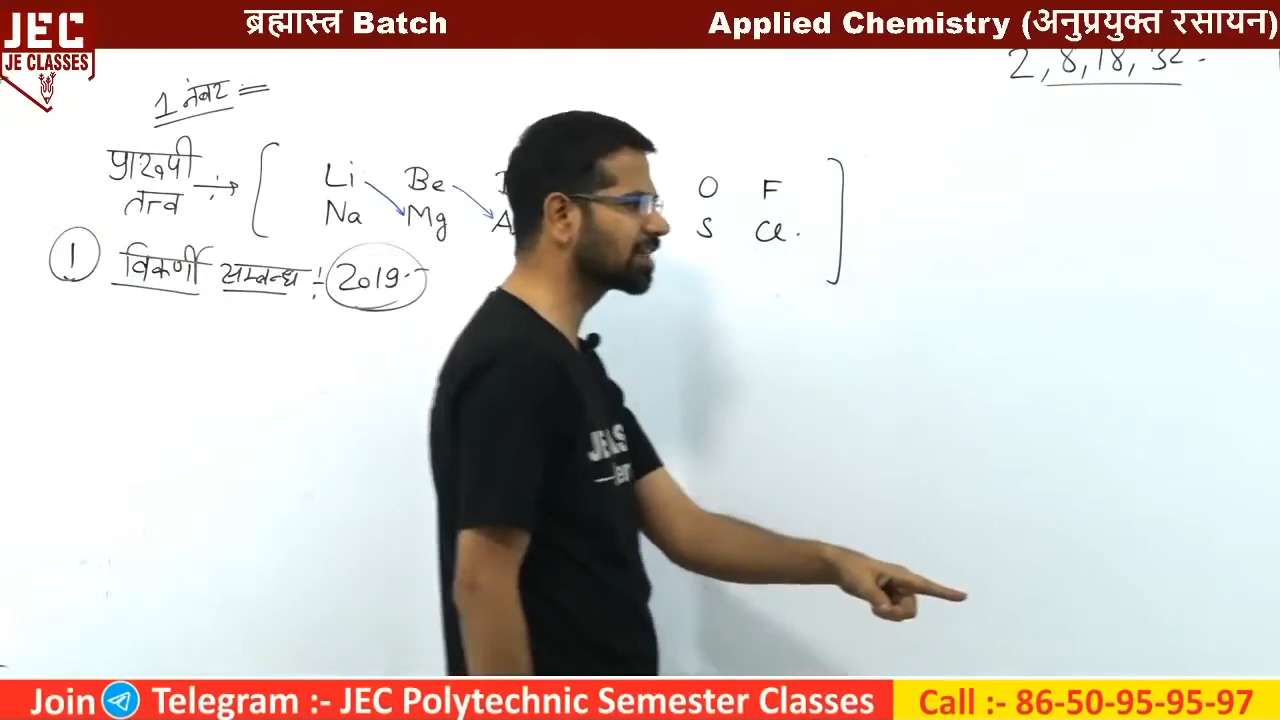 JEC
JE CLASSES
ब्रह्मास्त्र Batch
Applied Chemistry (अनुप्रयुक्त रसायन)
2, 8, 18, 32
1 नंबर
प्रारूपी
तत्त्व
Li Be O F
Na Mg A S Cl.
1 विकर्ण सम्बन्ध :- 2019
Join Telegram :- JEC Polytechnic Semester Classes
Call :- 86-50-95-95-97